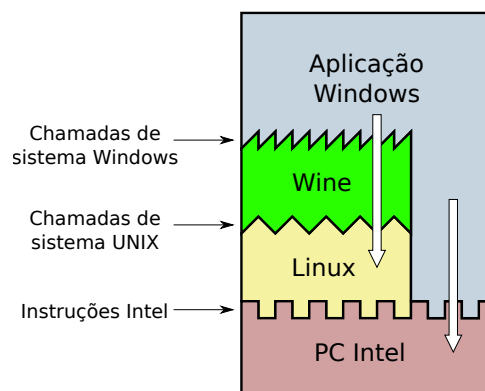 Aplicação
Windows
Chamadas de
sistema Windows
Wine
Chamadas de
sistema UNIX
Linux
Instruções Intel
PC Intel